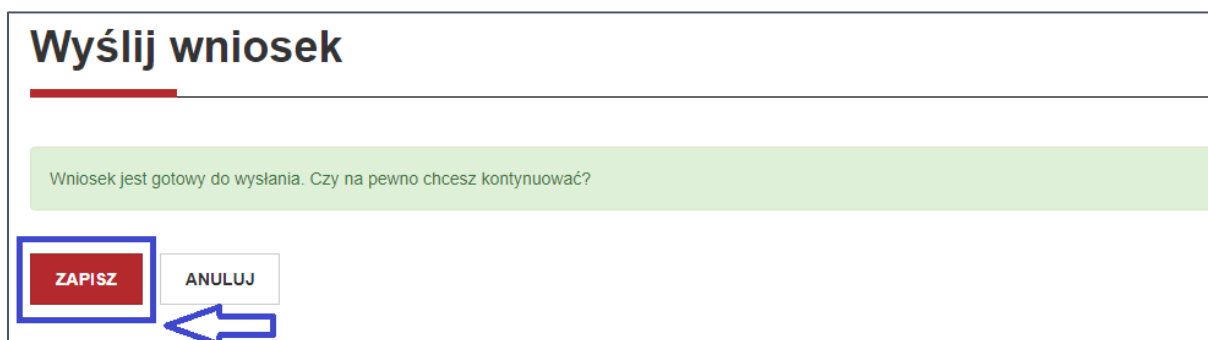 Wyślij wniosek
Wniosek jest gotowy do wysłania. Czy na pewno chcesz kontynuować?
ZAPISZ ANULUJ